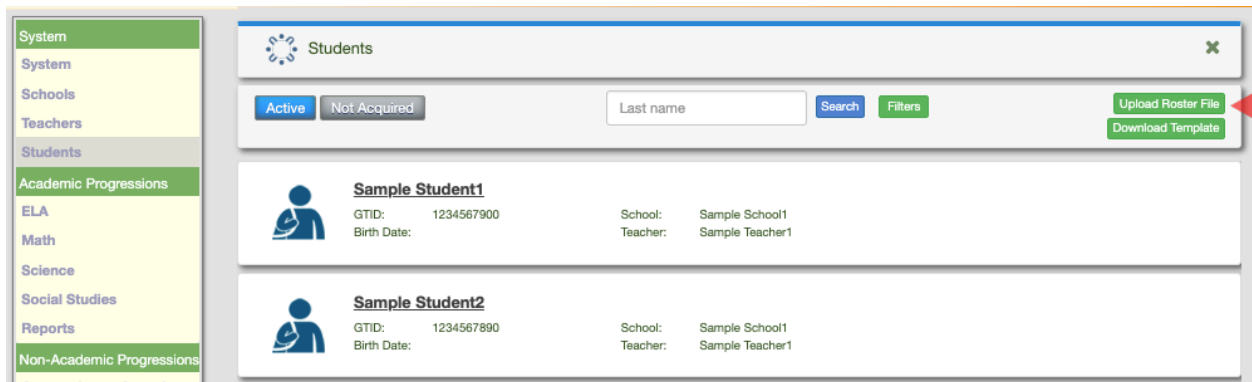 System
System
Schools
Teachers
Students
Academic Progressions
ELA
Math
Science
Social Studies
Reports
Non-Academic Progressions
Students
Active Not Acquired Last name Search Filters Upload Roster File
Download Template
Sample Student1
GTID: 1234567900 School: Sample School1
Birth Date: Teacher: Sample Teacher1
Sample Student2
GTID: 1234567890 School: Sample School1
Birth Date: Teacher: Sample Teacher1